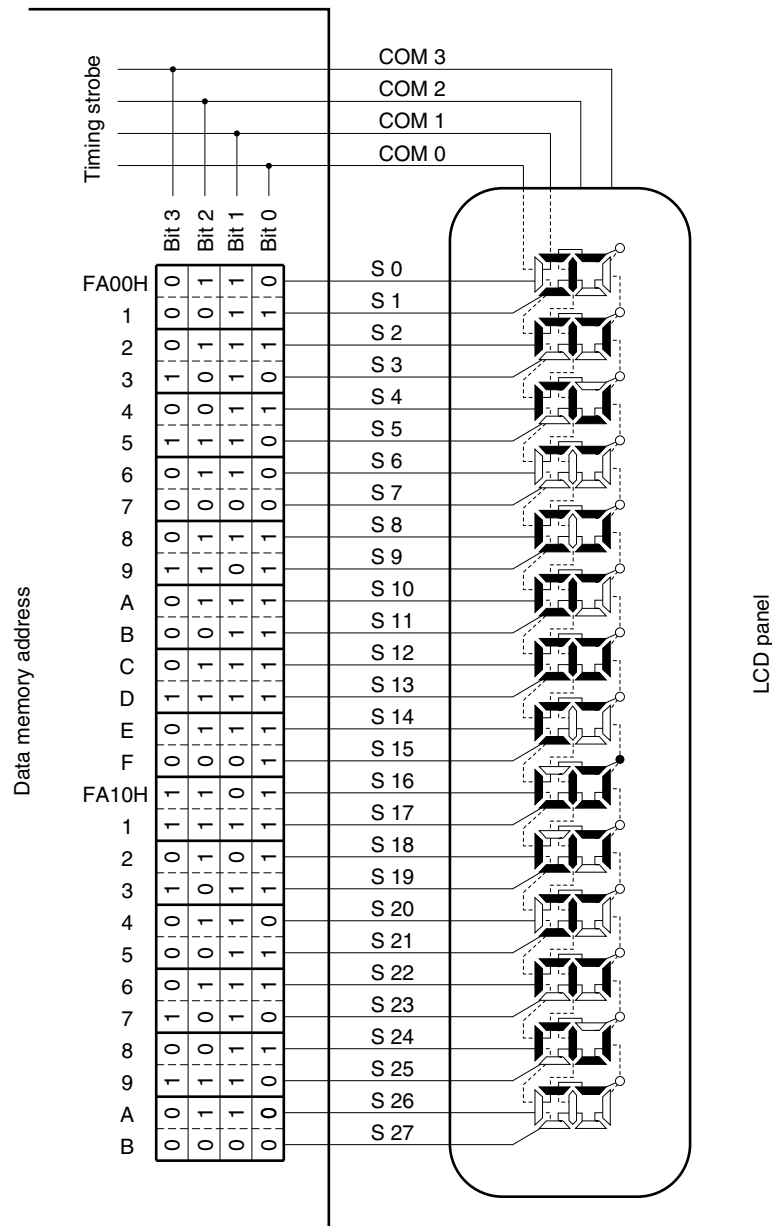 COM 3
COM 2
COM 1
COM 0
Timing strobe
Bit 3 Bit 2 Bit 1 Bit 0
FA00H 0 1 1 0 S 0
1 0 0 1 1 S 1
2 0 1 1 1 S 2
3 1 0 1 0 S 3
4 0 0 1 1 S 4
5 1 1 1 0 S 5
6 0 1 1 0 S 6
7 0 0 0 0 S 7
8 0 1 1 1 S 8
9 1 1 0 1 S 9
A 0 1 1 1 S 10
B 0 0 1 1 S 11
C 0 1 1 1 S 12
D 1 1 1 1 S 13
E 0 1 1 1 S 14
F 0 0 0 1 S 15
FA10H 1 1 0 1 S 16
1 1 1 1 1 S 17
2 0 1 0 1 S 18
3 1 0 1 1 S 19
4 0 1 1 0 S 20
5 0 0 1 1 S 21
6 0 1 1 1 S 22
7 1 0 1 0 S 23
8 0 0 1 1 S 24
9 1 1 1 0 S 25
A 0 1 1 0 S 26
B 0 0 0 0 S 27
Data memory address
LCD panel